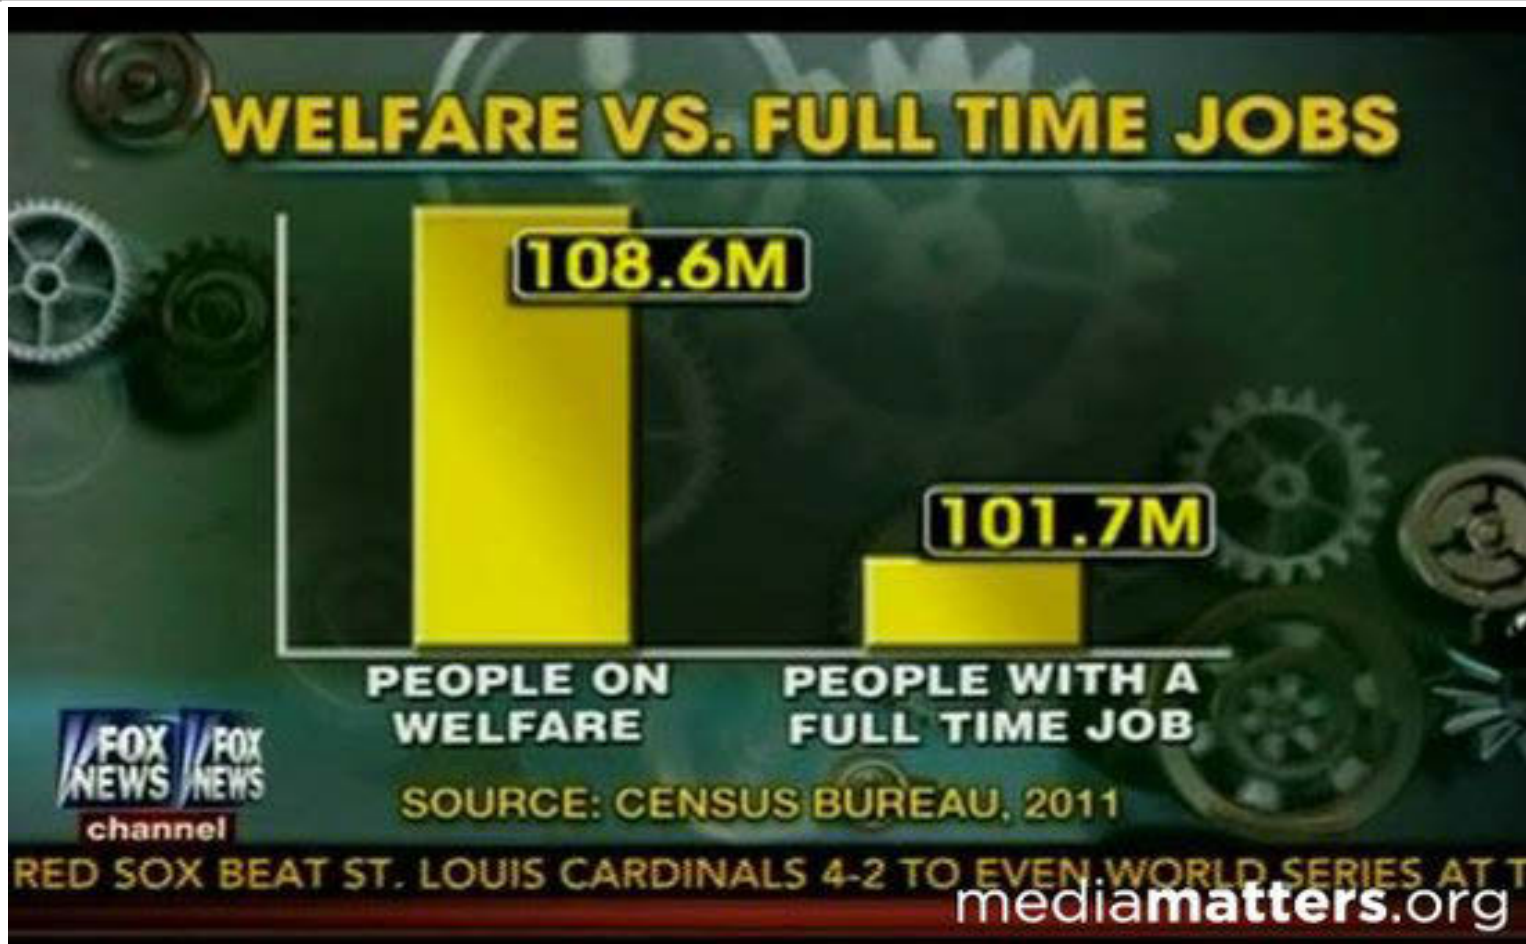 WELFARE VS. FULL TIME JOBS
108.6M
101.7M
PEOPLE ON
WELFARE
PEOPLE WITH A
FULL TIME JOB
SOURCE: CENSUS BUREAU, 2011
FOX
NEWS
FOX
NEWS
channel
RED SOX BEAT ST. LOUIS CARDINALS 4-2 TO EVEN WORLD SERIES AT T
mediamatters.org